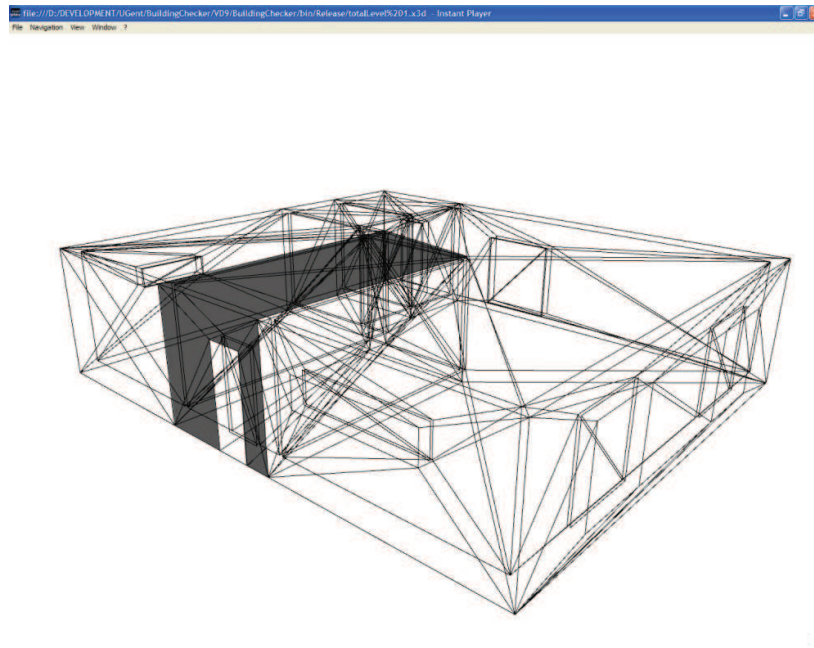 file:///D:/DEVELOPMENT/UGent/BuildingChecker/VD9/BuildingChecker/bin/Release/totalLevel%201.x3d - Instant Player
File Navigation View Window ?